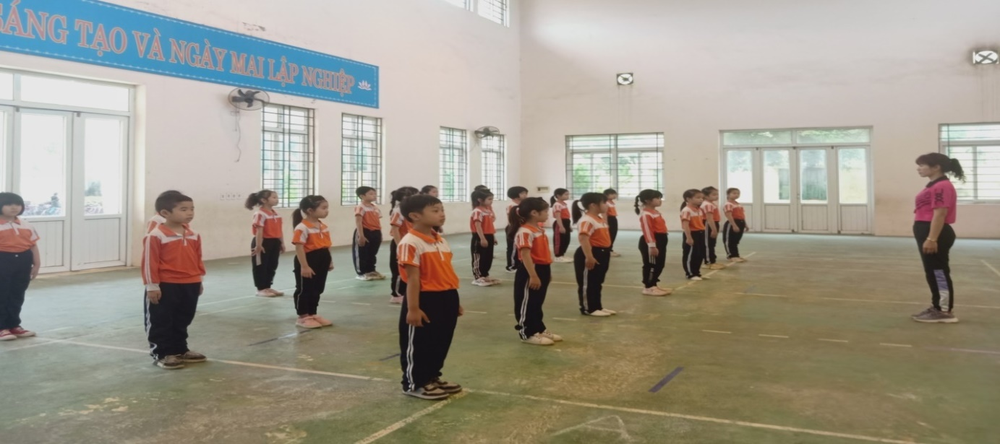 SÁNG TẠO VÀ NGÀY MAI LẬP NGHIỆP